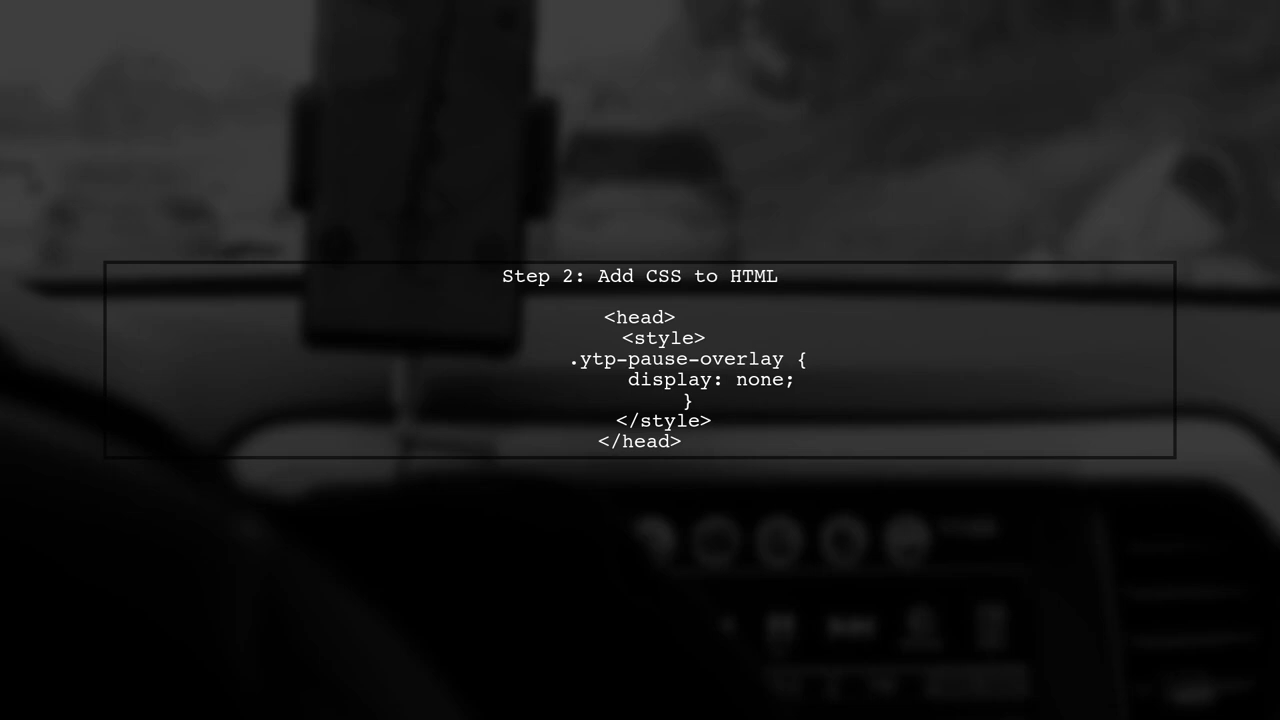 Step 2: Add CSS to HTML
<head>
<style>
.ytp-pause-overlay {
display: none;
}
</style>
</head>